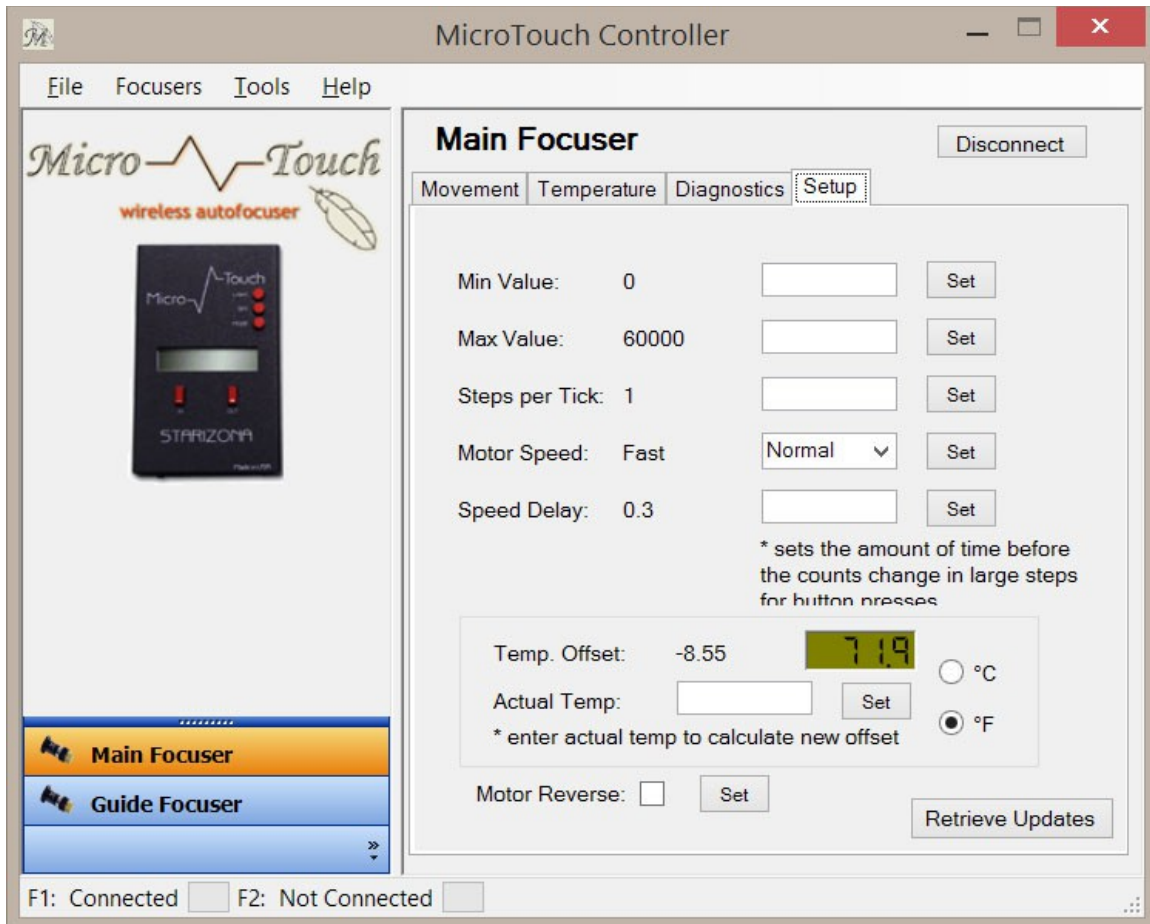 MicroTouch Controller
File Focusers Tools Help
Micro Touch
wireless autofocuser
Micro Touch
STARIZONA
Main Focuser
Guide Focuser
Main Focuser
Disconnect
Movement Temperature Diagnostics Setup
Min Value: 0 Set
Max Value: 60000 Set
Steps per Tick: 1 Set
Motor Speed: Fast Normal Set
Speed Delay: 0.3 Set
* sets the amount of time before
the counts change in large steps
for button presses
Temp. Offset: -8.55 71.9
°C
Actual Temp: Set
°F
* enter actual temp to calculate new offset
Motor Reverse: Set
Retrieve Updates
F1: Connected F2: Not Connected